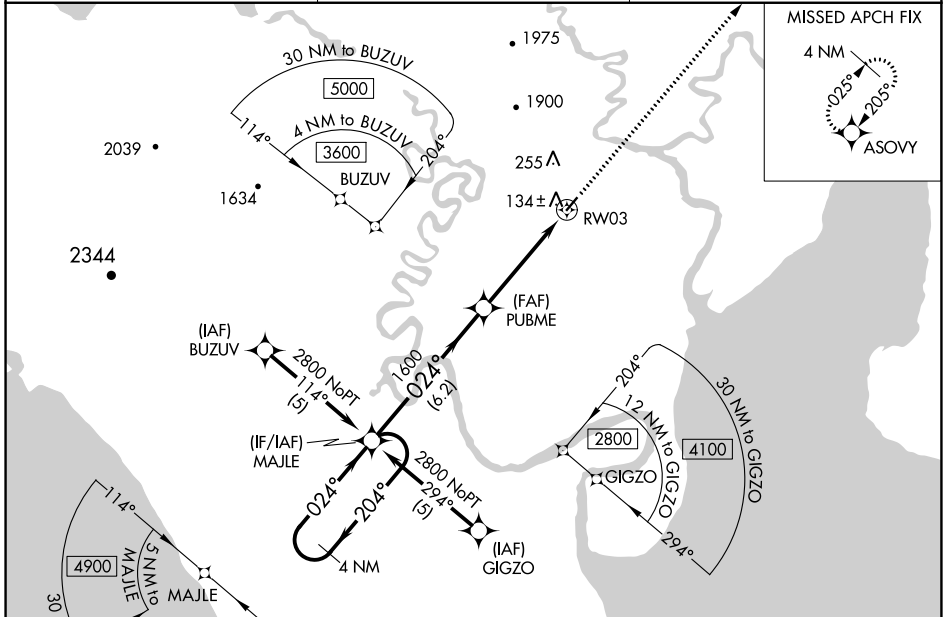 MISSED APCH FIX
4 NM
025°
205°
ASOVY
1975
30 NM to BUZUV
5000
1900
4 NM to BUZUV
114°
204°
3600
2039
BUZUV
255
1634
134±
RW03
2344
(FAF)
PUBME
(IAF)
BUZUV
2800 NoPT
114°
(5)
1600
024°
(6.2)
204°
30 NM to GIGZO
12 NM to GIGZO
2800
4100
GIGZO
294°
(IF/IAF)
MAJLE
2800 NoPT
294°
(5)
024°
204°
4 NM
(IAF)
GIGZO
114°
4900
5 NM to
MAJLE
MAJLE
30